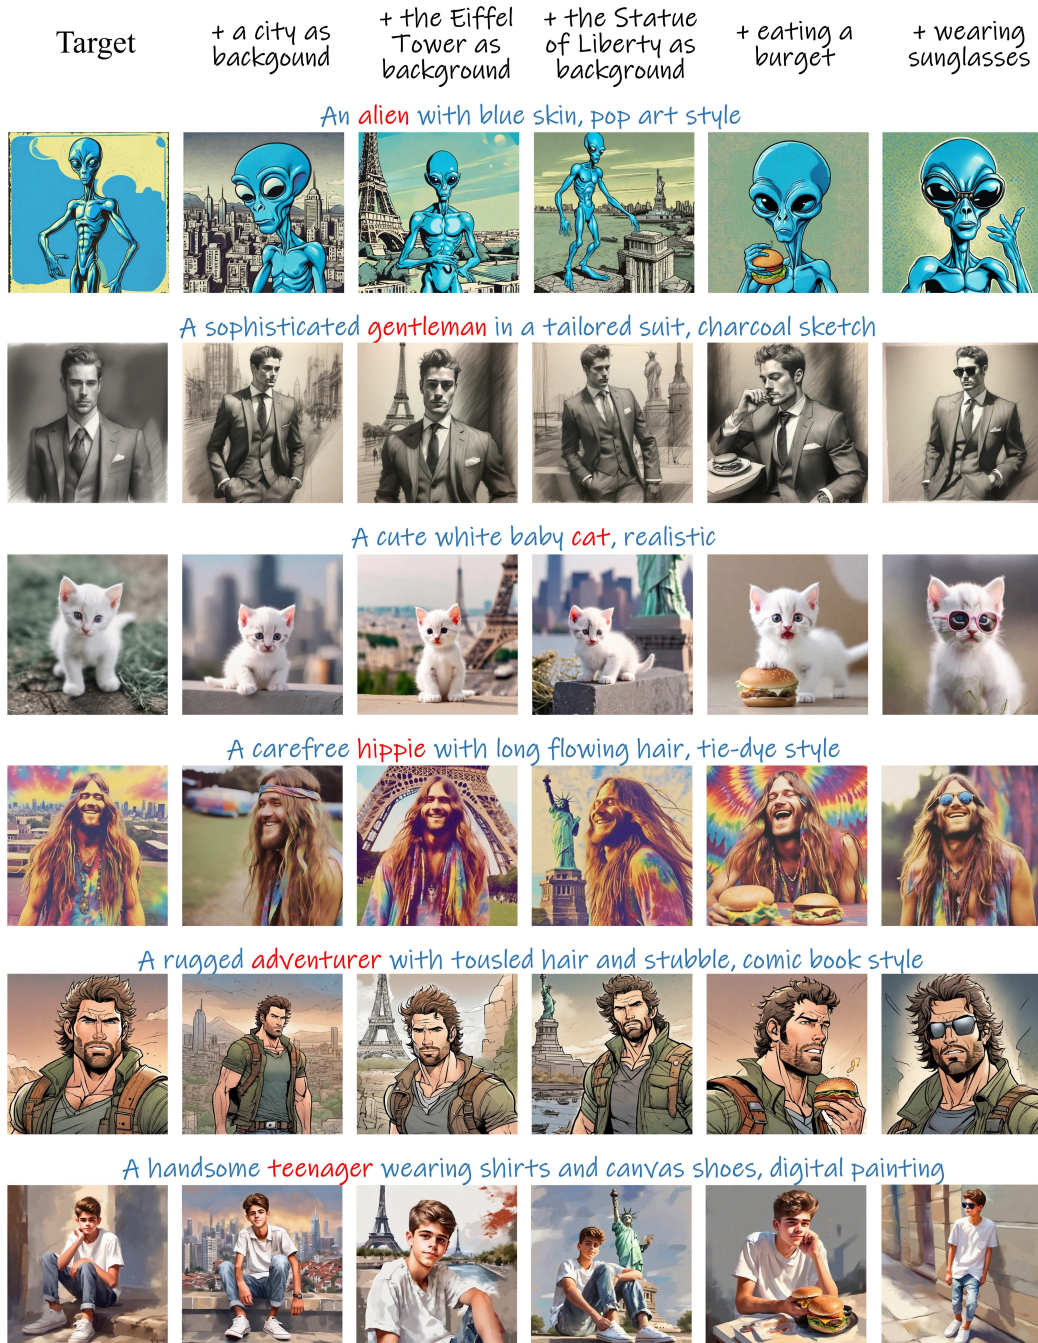 Target
+ a city as
backgound
+ the Eiffel
Tower as
background
+ the Statue
of Liberty as
background
+ eating a
burget
+ wearing
sunglasses
An alien with blue skin, pop art style
A sophisticated gentleman in a tailored suit, charcoal sketch
A cute white baby cat, realistic
A carefree hippie with long flowing hair, tie-dye style
A rugged adventurer with tousled hair and stubble, comic book style
A handsome teenager wearing shirts and canvas shoes, digital painting